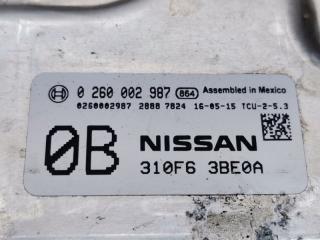 0 260 002 987 864 Assembled in Mexico
0260002987 2888 7824 16-05-15 TCU-2-5.3
0B NISSAN
310F6 3BE0A